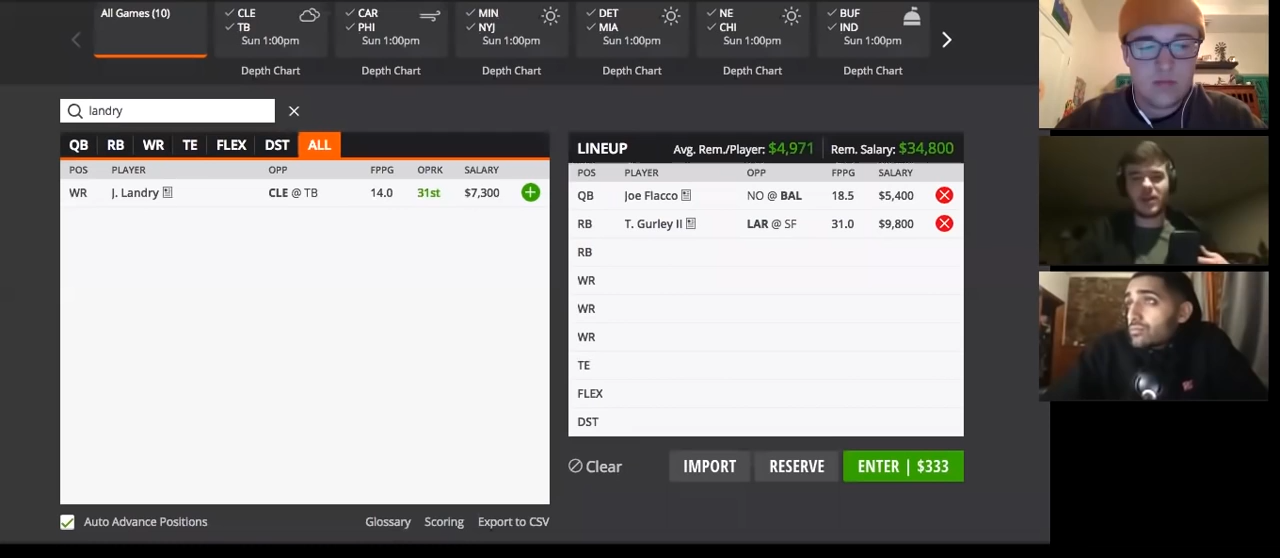 All Games (10)
CLE
TB
Sun 1:00pm
CAR
PHI
Sun 1:00pm
MIN
NYJ
Sun 1:00pm
DET
MIA
Sun 1:00pm
NE
CHI
Sun 1:00pm
BUF
IND
Sun 1:00pm
Depth Chart Depth Chart Depth Chart Depth Chart Depth Chart Depth Chart
landry
QB RB WR TE FLEX DST ALL
POS PLAYER OPP FPPG OPRK SALARY
WR J. Landry CLE @ TB 14.0 31st $7,300
LINEUP Avg. Rem./Player: $4,971 Rem. Salary: $34,800
POS PLAYER OPP FPPG SALARY
QB Joe Flacco NO @ BAL 18.5 $5,400
RB T. Gurley II LAR @ SF 31.0 $9,800
RB
WR
WR
WR
TE
FLEX
DST
Clear IMPORT RESERVE ENTER | $333
Auto Advance Positions Glossary Scoring Export to CSV